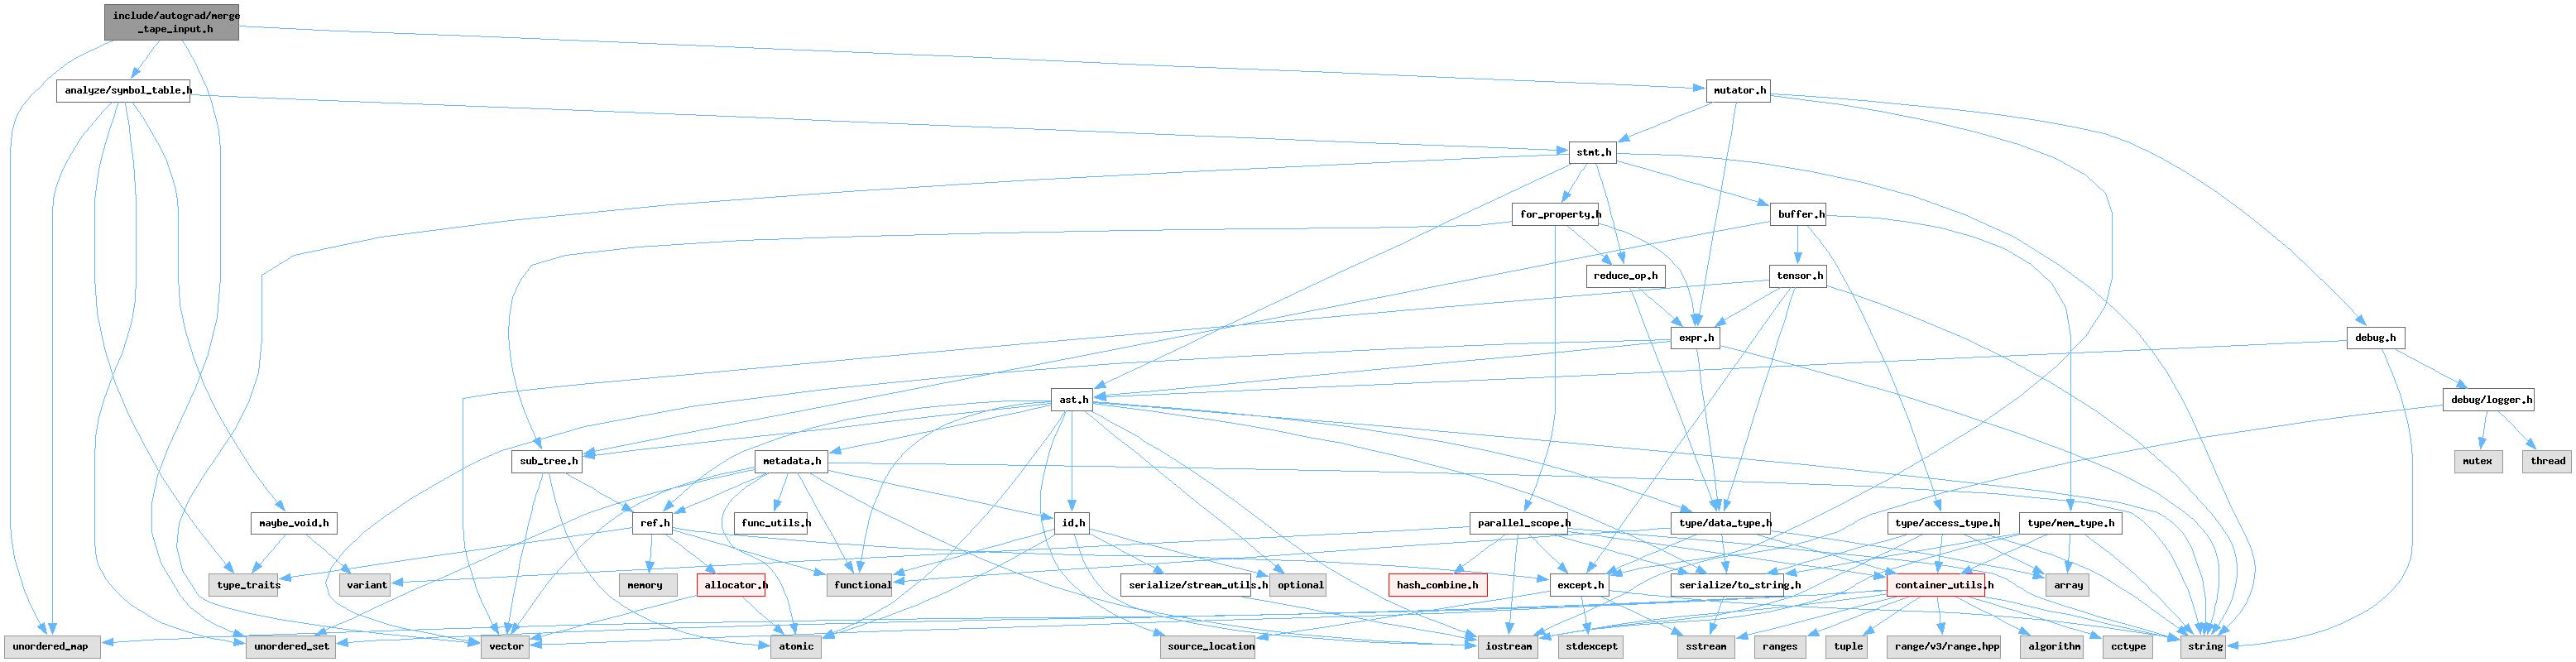 include/autograd/merge
_tape_input.h
analyze/symbol_table.h
mutator.h
stmt.h
for_property.h
buffer.h
reduce_op.h
tensor.h
expr.h
debug.h
ast.h
debug/logger.h
sub_tree.h
metadata.h
mutex
thread
maybe_void.h
ref.h
func_utils.h
id.h
parallel_scope.h
type/data_type.h
type/access_type.h
type/mem_type.h
type_traits
variant
memory
allocator.h
functional
serialize/stream_utils.h
optional
hash_combine.h
except.h
serialize/to_string.h
container_utils.h
array
unordered_map
unordered_set
vector
atomic
source_location
iostream
stdexcept
sstream
ranges
tuple
range/v3/range.hpp
algorithm
cctype
string